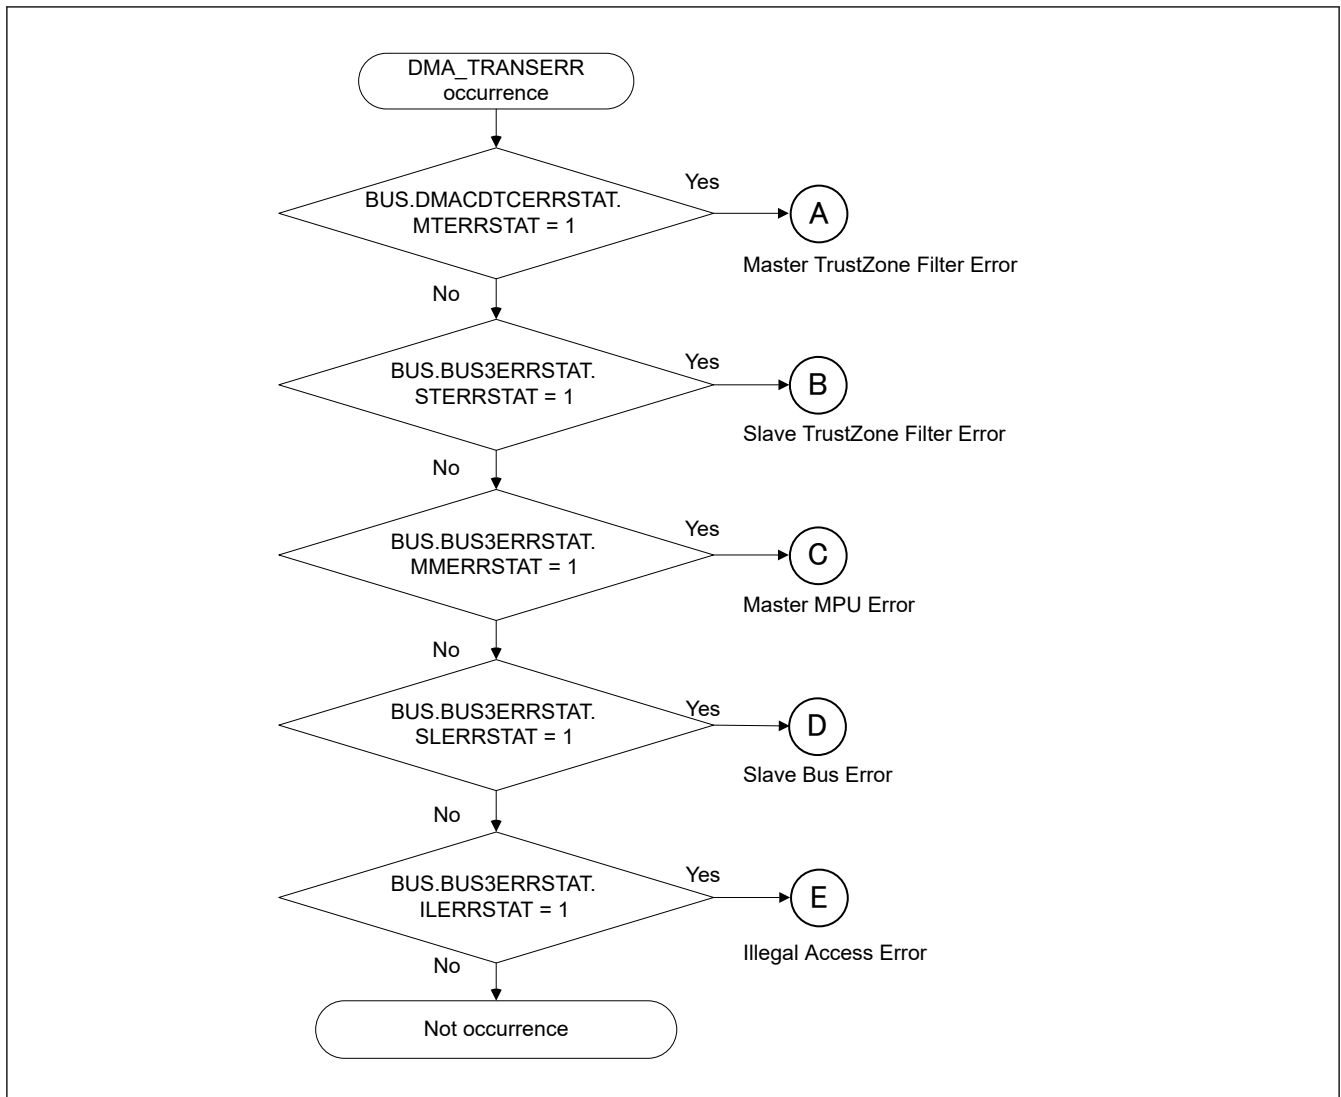 DMA_TRANSERR
occurrence
Yes
BUS.DMACDTCERRSTAT.
MTERRSTAT = 1
A
Master TrustZone Filter Error
No
Yes
BUS.BUS3ERRSTAT.
STERRSTAT = 1
B
Slave TrustZone Filter Error
No
Yes
BUS.BUS3ERRSTAT.
MMERRSTAT = 1
C
Master MPU Error
No
Yes
BUS.BUS3ERRSTAT.
SLERRSTAT = 1
D
Slave Bus Error
No
Yes
BUS.BUS3ERRSTAT.
ILERRSTAT = 1
E
Illegal Access Error
No
Not occurrence